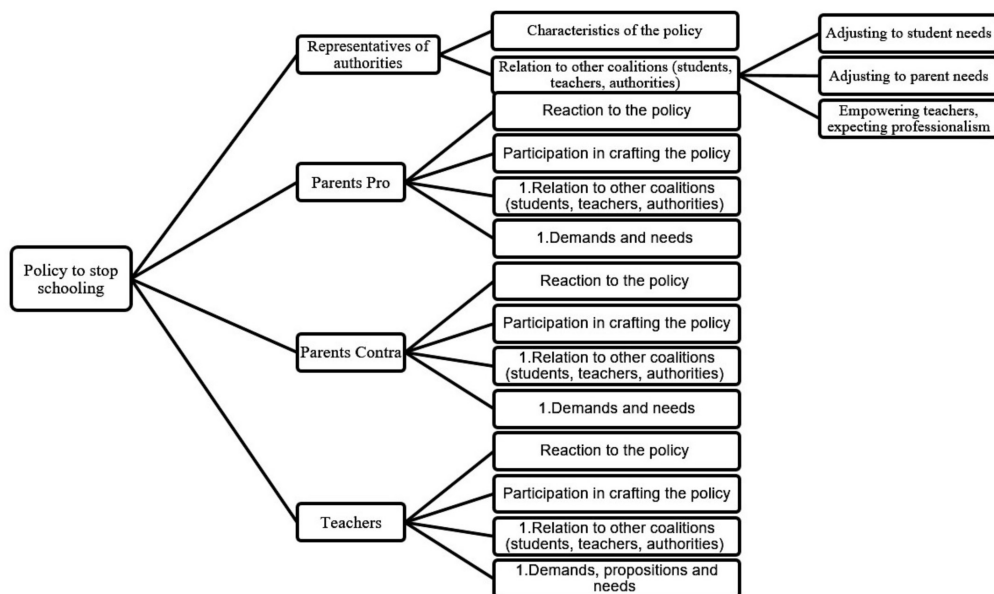 Policy to stop
schooling
Representatives of
authorities
Characteristics of the policy
Relation to other coalitions (students,
teachers, authorities)
Adjusting to student needs
Adjusting to parent needs
Empowering teachers,
expecting professionalism
Parents Pro
Reaction to the policy
Participation in crafting the policy
1.Relation to other coalitions
(students, teachers, authorities)
1.Demands and needs
Parents Contra
Reaction to the policy
Participation in crafting the policy
1.Relation to other coalitions
(students, teachers, authorities)
1.Demands and needs
Teachers
Reaction to the policy
Participation in crafting the policy
1.Relation to other coalitions
(students, teachers, authorities)
1.Demands, propositions and
needs